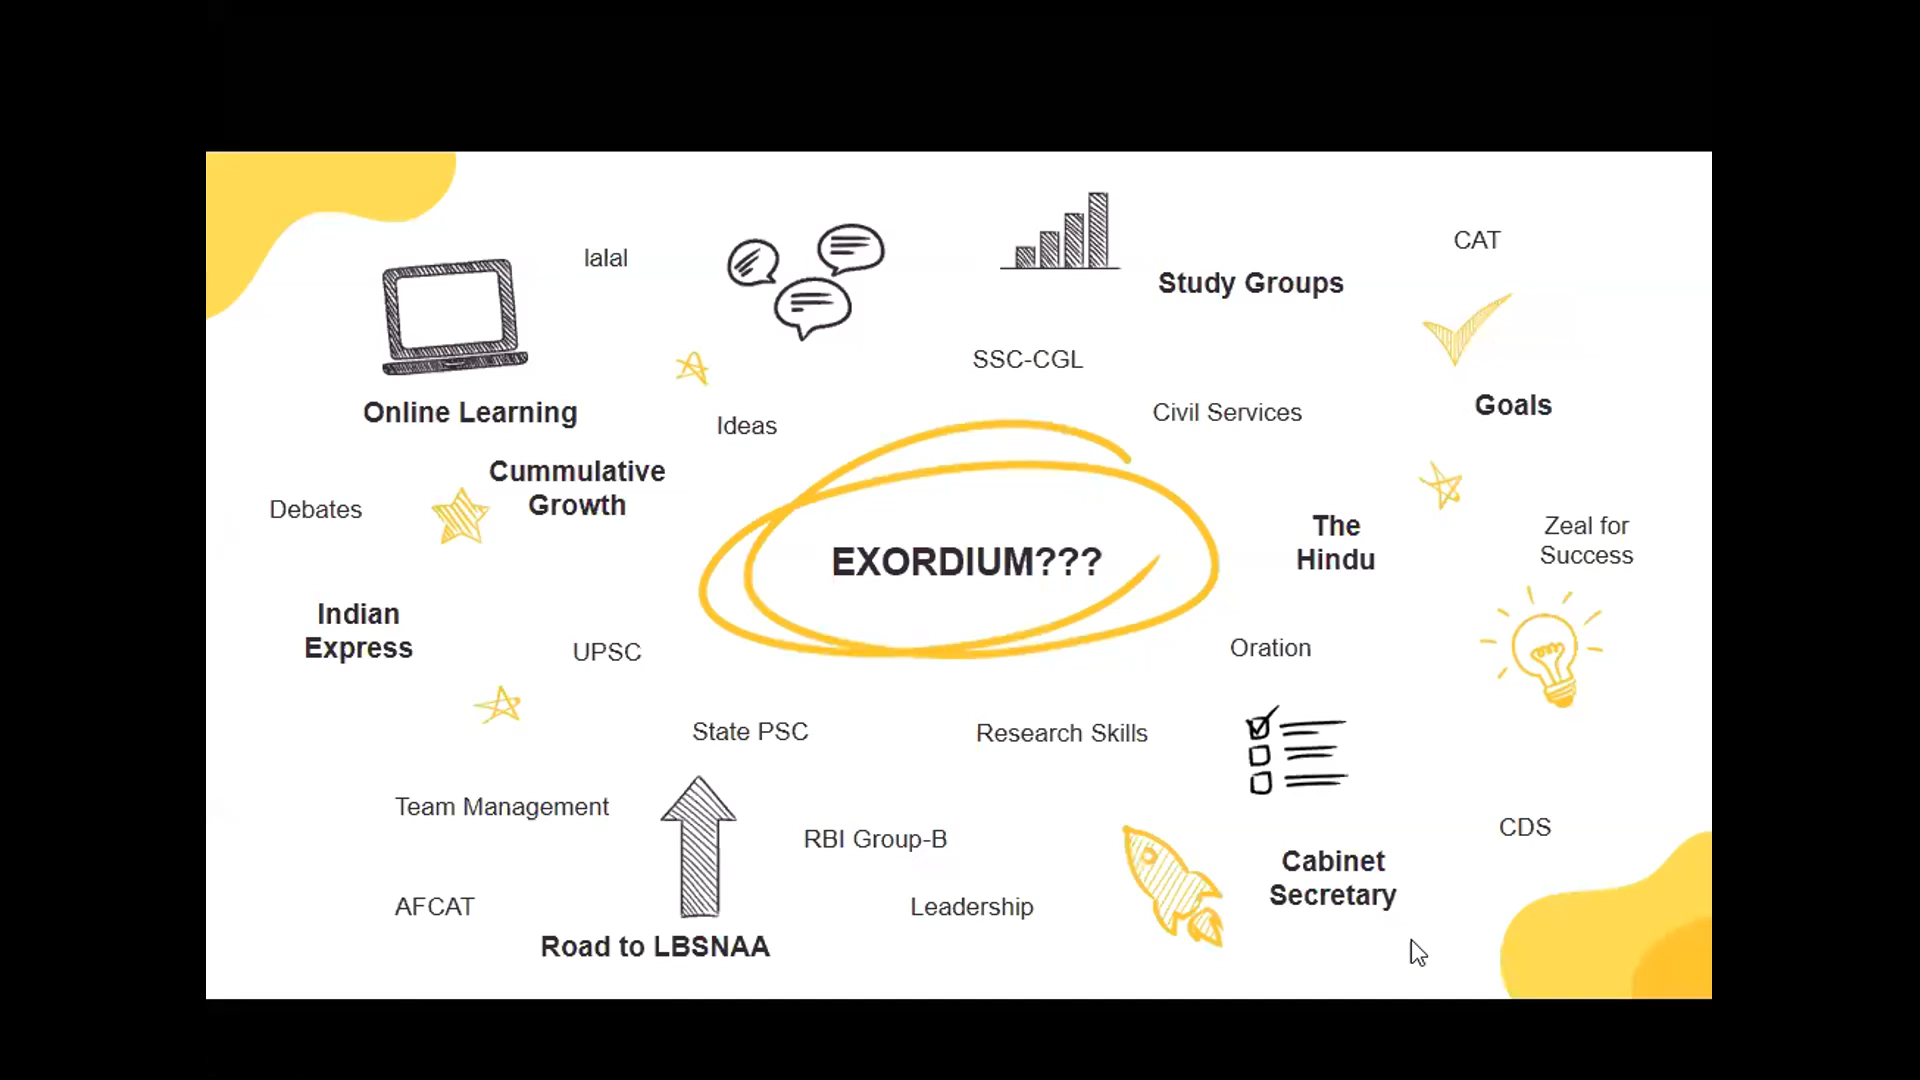 lalal
CAT
Study Groups
SSC-CGL
Online Learning
Ideas
Civil Services
Goals
Cummulative
Growth
Debates
EXORDIUM???
The
Hindu
Zeal for
Success
Indian
Express
UPSC
Oration
State PSC
Research Skills
Team Management
RBI Group-B
CDS
Cabinet
Secretary
AFCAT
Leadership
Road to LBSNAA